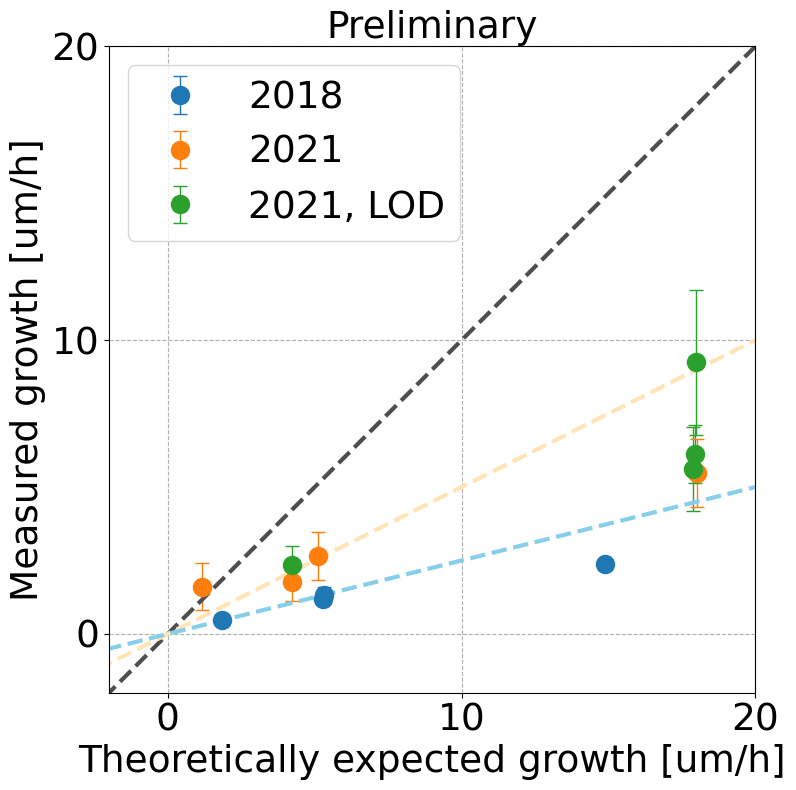 Preliminary
20
2018
2021
2021, LOD
10
0
Measured growth [um/h]
0
10
20
Theoretically expected growth [um/h]